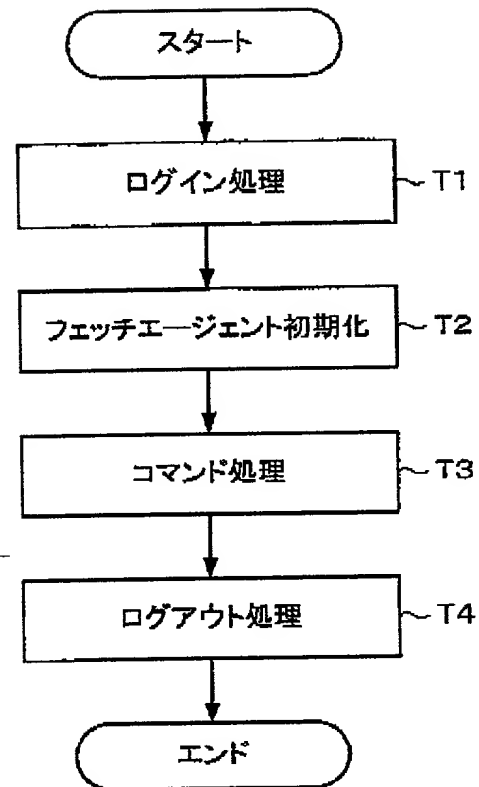 スタート
ログイン処理 T1
フェッチエージェント初期化 T2
コマンド処理 T3
ログアウト処理 T4
エンド